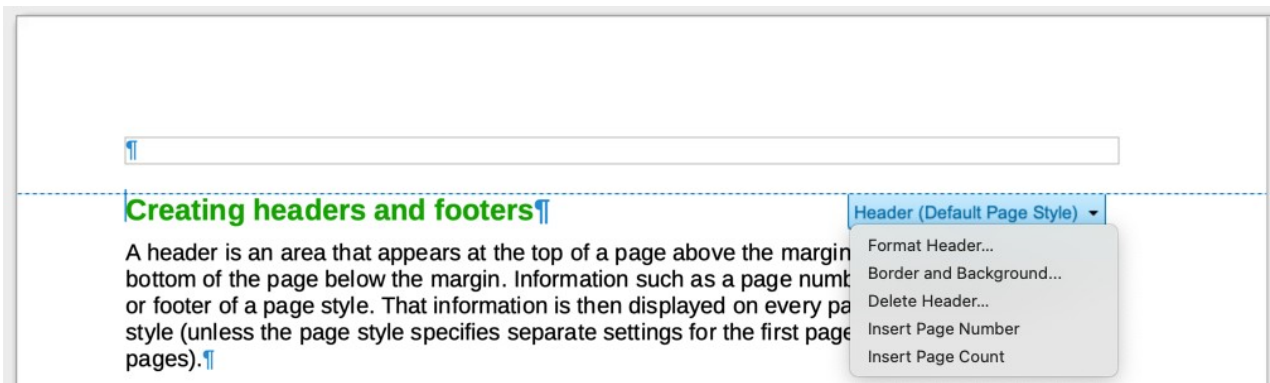 ¶
Creating headers and footers¶
Header (Default Page Style)
A header is an area that appears at the top of a page above the margin
bottom of the page below the margin. Information such as a page numb
or footer of a page style. That information is then displayed on every pa
style (unless the page style specifies separate settings for the first page
pages).¶
Format Header...
Border and Background...
Delete Header...
Insert Page Number
Insert Page Count